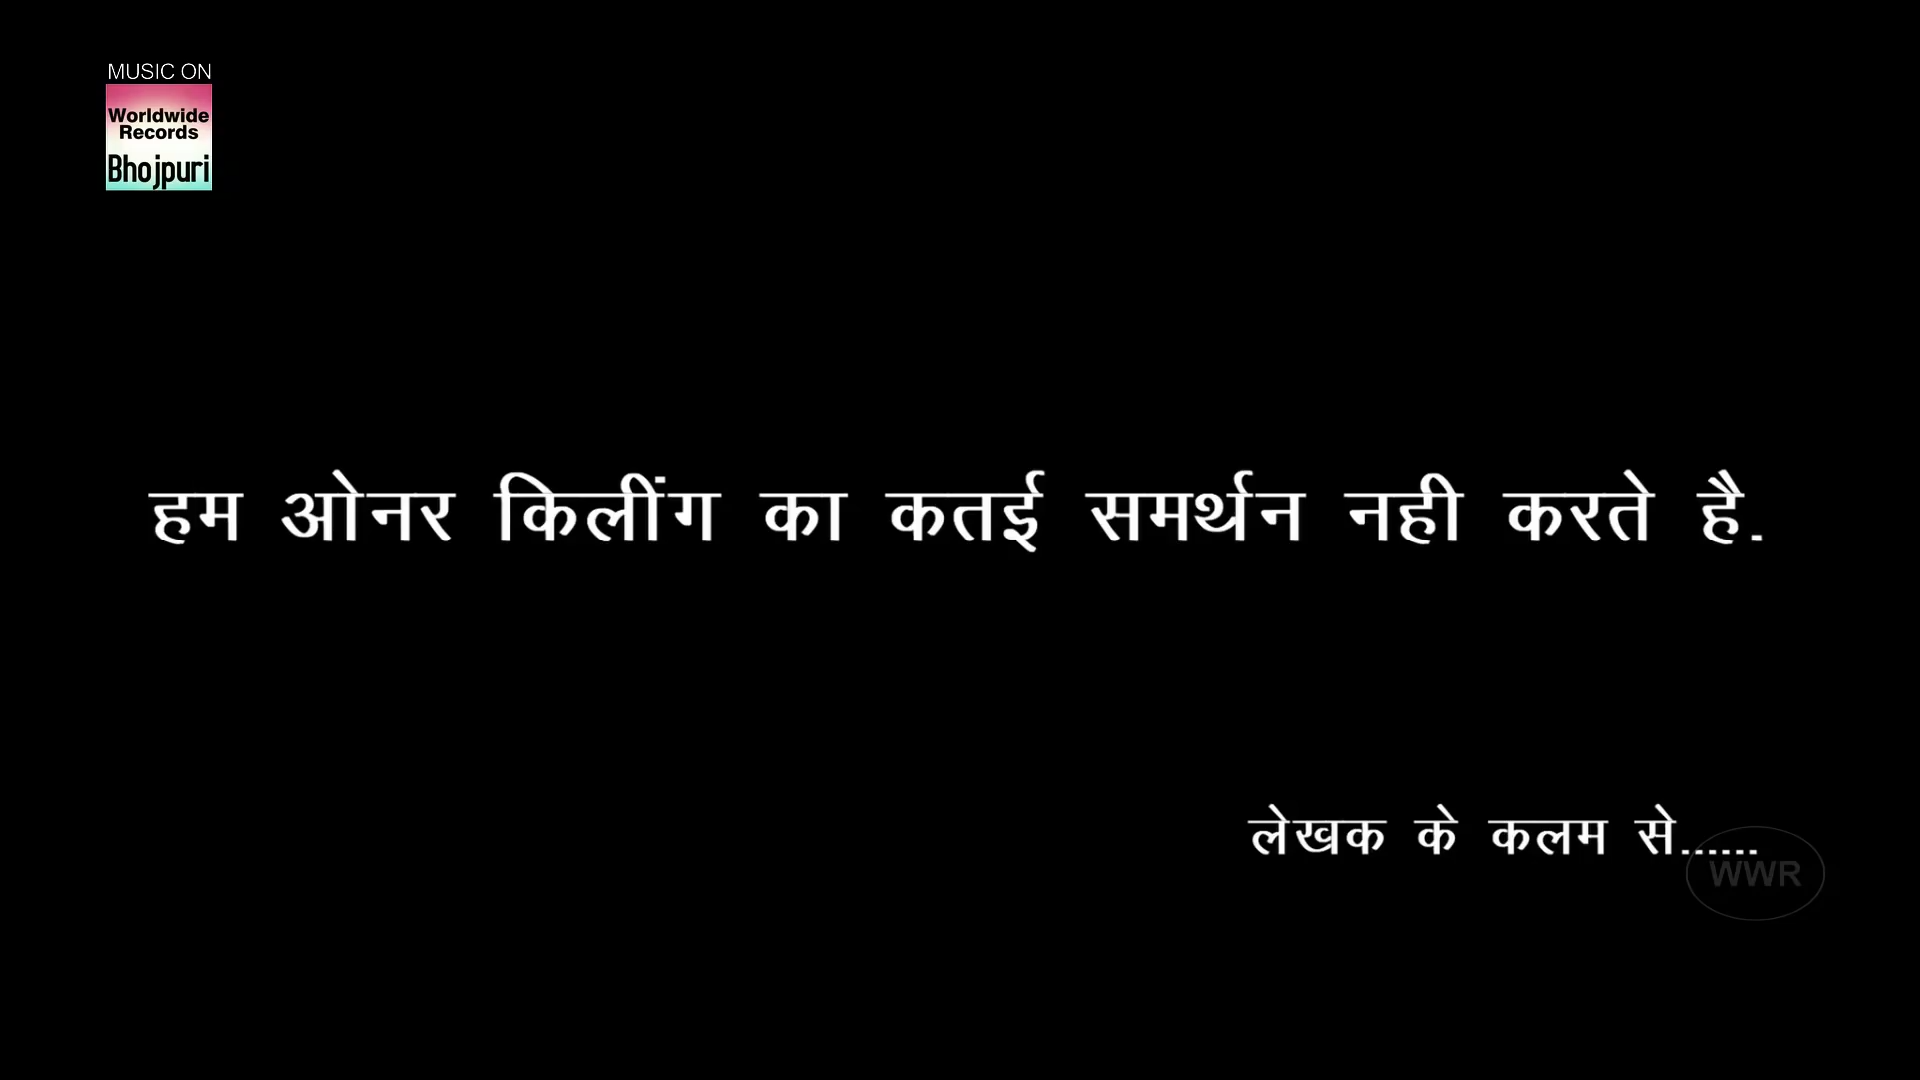 MUSIC ON
Worldwide
Records
Bhojpuri
हम ओनर किलींग का कतई समर्थन नही करते है.
लेखक के कलम से......
WWR